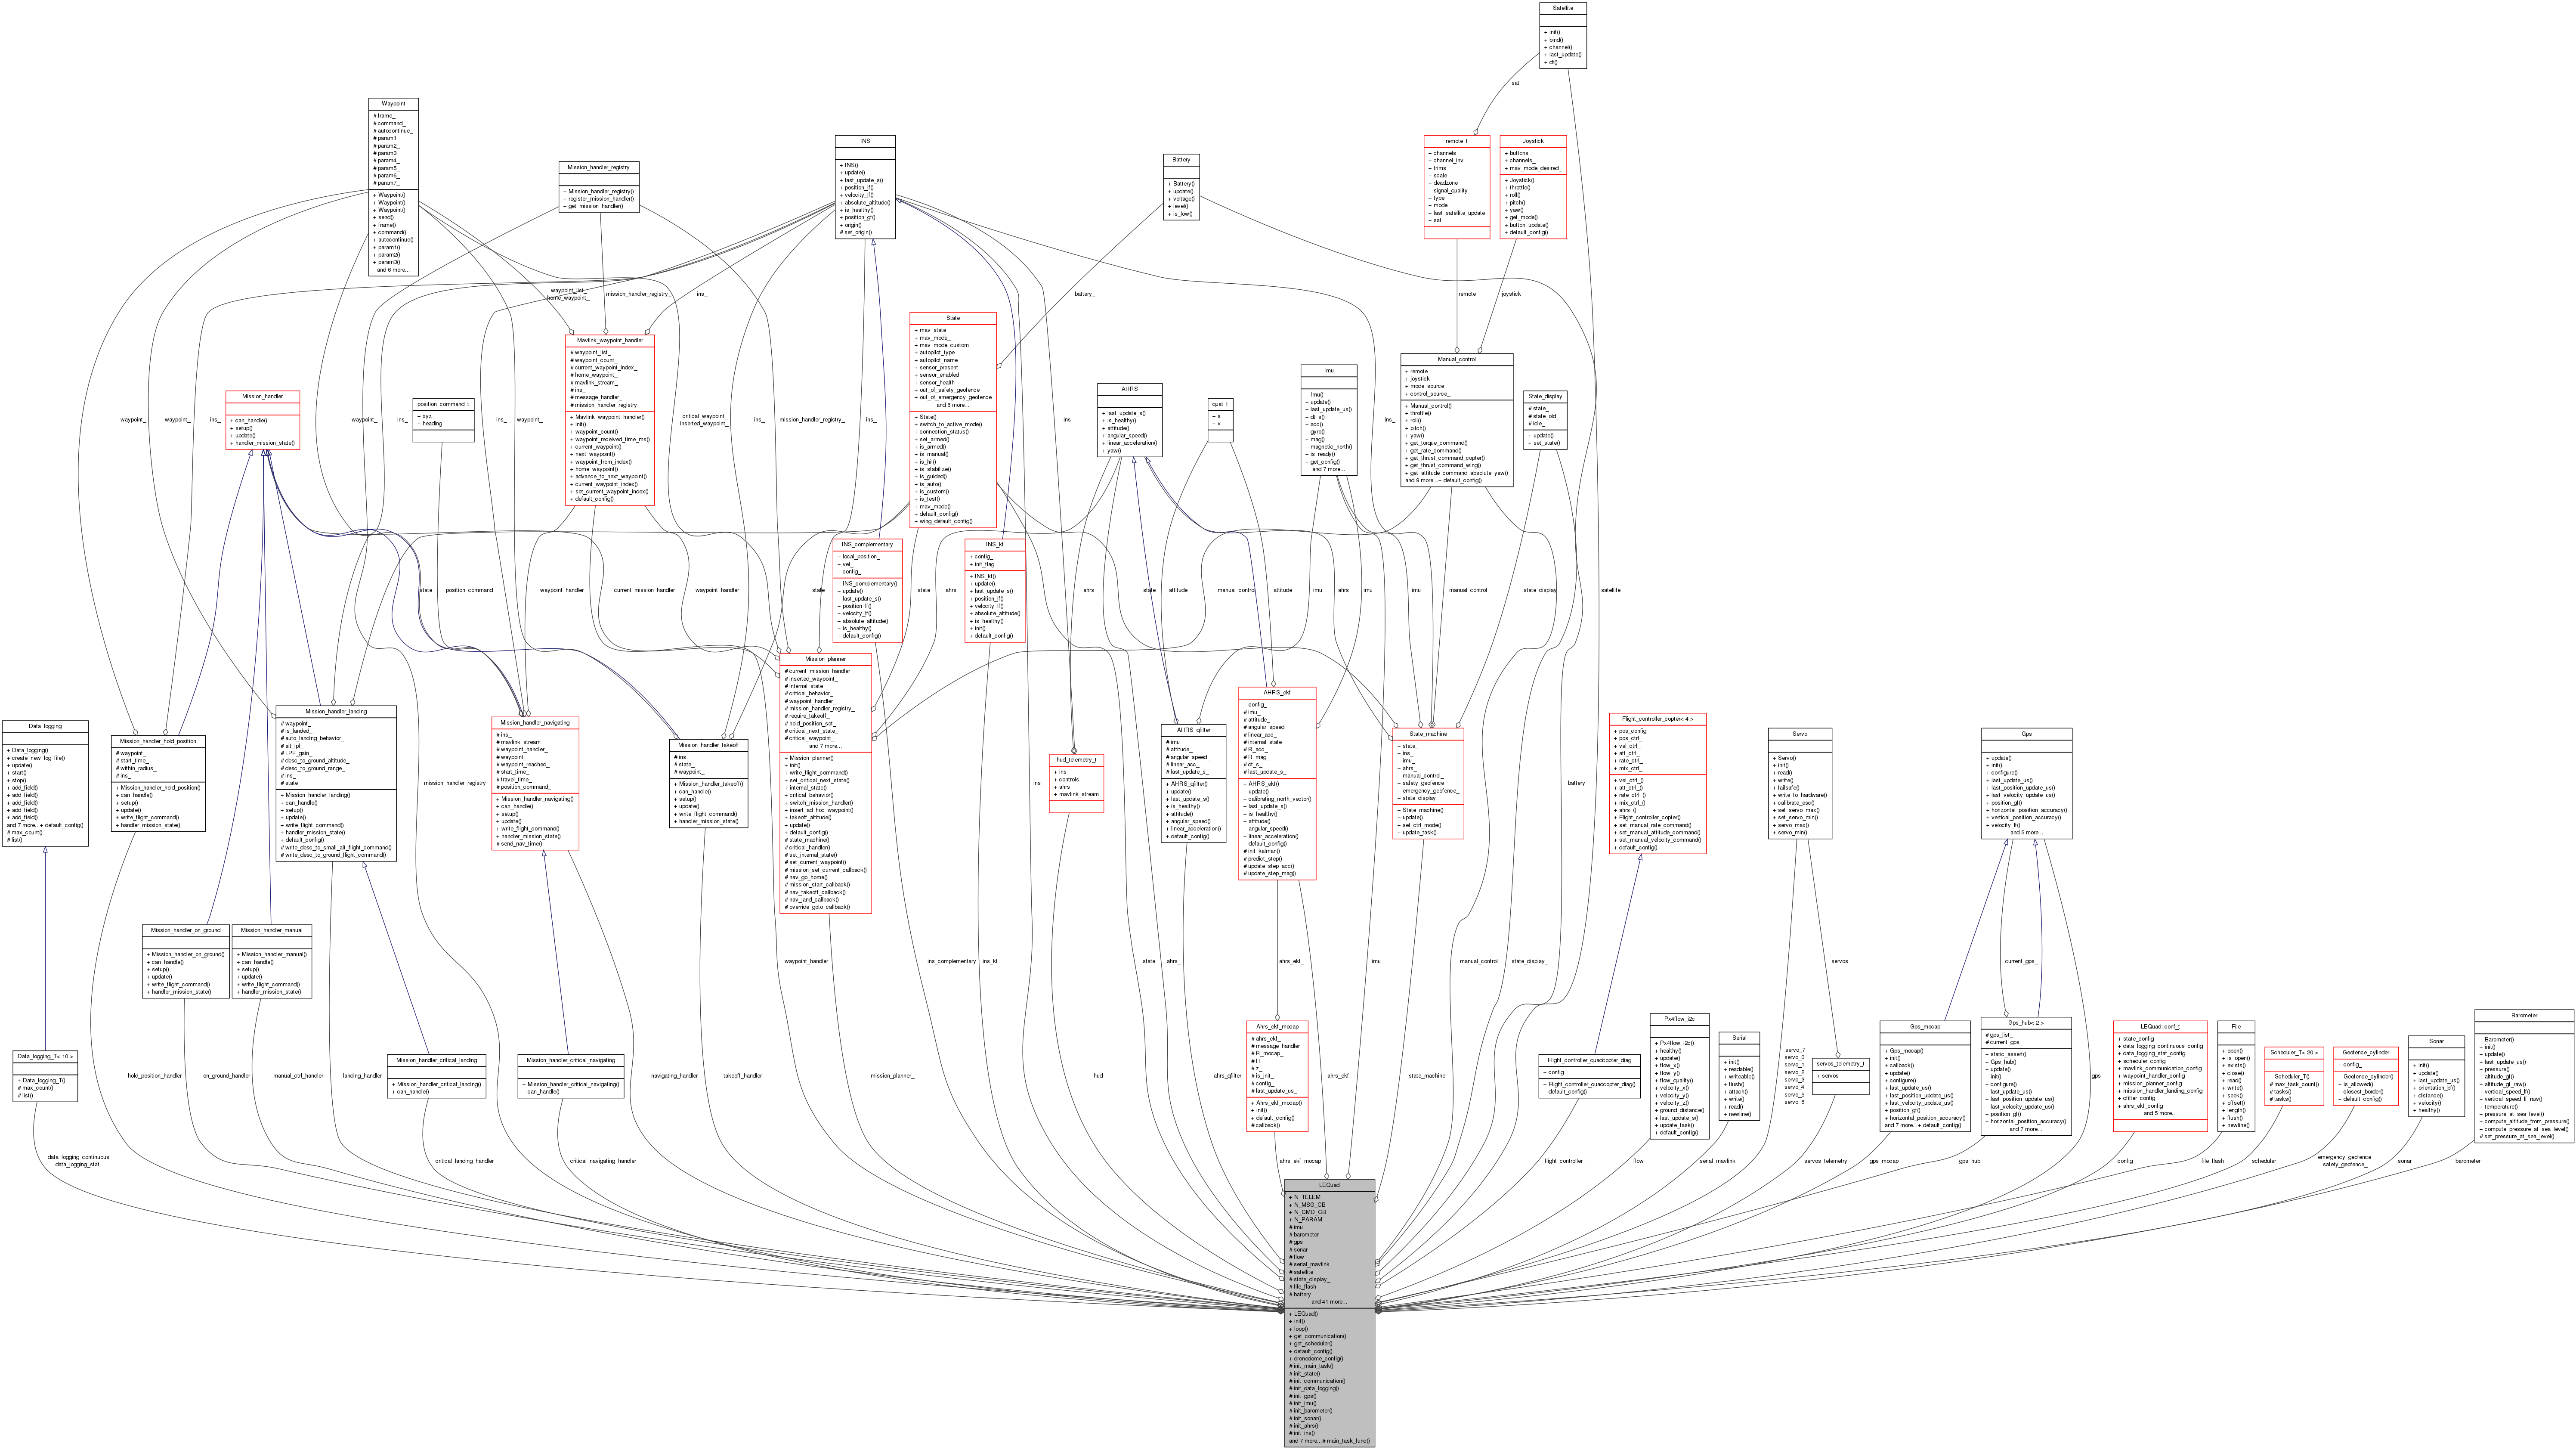 Satellite
+ init()
+ bind()
+ channel()
+ last_update()
+ dt()
sat
Waypoint
# frame_
# command_
# autocontinue_
# param1_
# param2_
# param3_
# param4_
# param5_
# param6_
# param7_
+ Waypoint()
+ Waypoint()
+ Waypoint()
+ send()
+ frame()
+ command()
+ autocontinue()
+ param1()
+ param2()
+ param3()
and 6 more...
Mission_handler_registry
+ Mission_handler_registry()
+ register_mission_handler()
+ get_mission_handler()
INS
+ INS()
+ update()
+ last_update_s()
+ position_lf()
+ velocity_lf()
+ absolute_altitude()
+ is_healthy()
+ position_gf()
+ origin()
# set_origin()
Battery
+ Battery()
+ update()
+ voltage()
+ level()
+ is_low()
remote_t
+ channels
+ channel_inv
+ trims
+ scale
+ deadzone
+ signal_quality
+ type
+ mode
+ last_satellite_update
+ sat
Joystick
+ buttons_
+ channels_
+ mav_mode_desired_
+ Joystick()
+ throttle()
+ roll()
+ pitch()
+ yaw()
+ get_mode()
+ button_update()
+ default_config()
waypoint_list_
home_waypoint_
mission_handler_registry_
ins_
battery_
remote
joystick
State
+ mav_state_
+ mav_mode_
+ mav_mode_custom
+ autopilot_type
+ autopilot_name
+ sensor_present
+ sensor_enabled
+ sensor_health
+ out_of_safety_geofence
+ out_of_emergency_geofence
and 6 more...
+ State()
+ switch_to_active_mode()
+ connection_status()
+ set_armed()
+ is_armed()
+ is_manual()
+ is_hil()
+ is_stabilize()
+ is_guided()
+ is_auto()
+ is_custom()
+ is_test()
+ mav_mode()
+ default_config()
+ wing_default_config()
Mavlink_waypoint_handler
# waypoint_list_
# waypoint_count_
# current_waypoint_index_
# home_waypoint_
# mavlink_stream_
# ins_
# message_handler_
# mission_handler_registry_
+ Mavlink_waypoint_handler()
+ init()
+ waypoint_count()
+ waypoint_received_time_ms()
+ current_waypoint()
+ next_waypoint()
+ waypoint_from_index()
+ home_waypoint()
+ advance_to_next_waypoint()
+ current_waypoint_index()
+ set_current_waypoint_index()
+ default_config()
Manual_control
+ remote
+ joystick
+ mode_source_
+ control_source_
+ Manual_control()
+ throttle()
+ roll()
+ pitch()
+ yaw()
+ get_torque_command()
+ get_rate_command()
+ get_thrust_command_copter()
+ get_thrust_command_wing()
+ get_attitude_command_absolute_yaw()
and 9 more...+ default_config()
Imu
+ Imu()
+ update()
+ last_update_us()
+ dt_s()
+ acc()
+ gyro()
+ mag()
+ magnetic_north()
+ is_ready()
+ get_config()
and 7 more...
Mission_handler
+ can_handle()
+ setup()
+ update()
+ handler_mission_state()
position_command_t
+ xyz
+ heading
AHRS
+ last_update_s()
+ is_healthy()
+ attitude()
+ angular_speed()
+ linear_acceleration()
+ yaw()
quat_t
+ s
+ v
State_display
# state_
# state_old_
# idle_
+ update()
+ set_state()
waypoint_
waypoint_
ins_
waypoint_
ins_
ins_
waypoint_
critical_waypoint_
inserted_waypoint_
ins_
mission_handler_registry_
ins_
ins
ins_
INS_complementary
+ local_position_
+ vel_
+ config_
+ INS_complementary()
+ update()
+ last_update_s()
+ position_lf()
+ velocity_lf()
+ absolute_altitude()
+ is_healthy()
+ default_config()
INS_kf
+ config_
+ init_flag
+ INS_kf()
+ update()
+ last_update_s()
+ position_lf()
+ velocity_lf()
+ absolute_altitude()
+ is_healthy()
+ init()
+ default_config()
state_
position_command_
waypoint_handler_
current_mission_handler_
waypoint_handler_
state_
state_
ahrs_
ahrs
state_
attitude_
manual_control_
attitude_
imu_
ahrs_
imu_
imu_
manual_control_
state_display_
satellite
Mission_planner
# current_mission_handler_
# inserted_waypoint_
# internal_state_
# critical_behavior_
# waypoint_handler_
# mission_handler_registry_
# require_takeoff_
# hold_position_set_
# critical_next_state_
# critical_waypoint_
and 7 more...
+ Mission_planner()
+ init()
+ write_flight_command()
+ set_critical_next_state()
+ internal_state()
+ critical_behavior()
+ switch_mission_handler()
+ insert_ad_hoc_waypoint()
+ takeoff_altitude()
+ update()
+ default_config()
# state_machine()
# critical_handler()
# set_internal_state()
# set_current_waypoint()
# mission_set_current_callback()
# nav_go_home()
# mission_start_callback()
# nav_takeoff_callback()
# nav_land_callback()
# override_goto_callback()
Data_logging
+ Data_logging()
+ create_new_log_file()
+ update()
+ start()
+ stop()
+ add_field()
+ add_field()
+ add_field()
+ add_field()
+ add_field()
and 7 more...+ default_config()
# max_count()
# list()
Mission_handler_hold_position
# waypoint_
# start_time_
# within_radius_
# ins_
+ Mission_handler_hold_position()
+ can_handle()
+ setup()
+ update()
+ write_flight_command()
+ handler_mission_state()
Mission_handler_landing
# waypoint_
# is_landed_
# auto_landing_behavior_
# alt_lpf_
# LPF_gain_
# desc_to_ground_altitude_
# desc_to_ground_range_
# ins_
# state_
+ Mission_handler_landing()
+ can_handle()
+ setup()
+ update()
+ write_flight_command()
+ handler_mission_state()
+ default_config()
# write_desc_to_small_alt_flight_command()
# write_desc_to_ground_flight_command()
Mission_handler_navigating
# ins_
# mavlink_stream_
# waypoint_handler_
# waypoint_
# waypoint_reached_
# start_time_
# travel_time_
# position_command_
+ Mission_handler_navigating()
+ can_handle()
+ setup()
+ update()
+ write_flight_command()
+ handler_mission_state()
# send_nav_time()
Mission_handler_takeoff
# ins_
# state_
# waypoint_
+ Mission_handler_takeoff()
+ can_handle()
+ setup()
+ update()
+ write_flight_command()
+ handler_mission_state()
hud_telemetry_t
+ ins
+ controls
+ ahrs
+ mavlink_stream
AHRS_qfilter
# imu_
# attitude_
# angular_speed_
# linear_acc_
# last_update_s_
+ AHRS_qfilter()
+ update()
+ last_update_s()
+ is_healthy()
+ attitude()
+ angular_speed()
+ linear_acceleration()
+ default_config()
AHRS_ekf
+ config_
# imu_
# attitude_
# angular_speed_
# linear_acc_
# internal_state_
# R_acc_
# R_mag_
# dt_s_
# last_update_s_
+ AHRS_ekf()
+ update()
+ calibrating_north_vector()
+ last_update_s()
+ is_healthy()
+ attitude()
+ angular_speed()
+ linear_acceleration()
+ default_config()
# init_kalman()
# predict_step()
# update_step_acc()
# update_step_mag()
State_machine
+ state_
+ ins_
+ imu_
+ ahrs_
+ manual_control_
+ safety_geofence_
+ emergency_geofence_
+ state_display_
+ State_machine()
+ update()
+ set_ctrl_mode()
+ update_task()
Flight_controller_copter< 4 >
+ pos_config
+ pos_ctrl_
+ vel_ctrl_
+ att_ctrl_
+ rate_ctrl_
+ mix_ctrl_
+ vel_ctrl_()
+ att_ctrl_()
+ rate_ctrl_()
+ mix_ctrl_()
+ ahrs_()
+ Flight_controller_copter()
+ set_manual_rate_command()
+ set_manual_attitude_command()
+ set_manual_velocity_command()
+ default_config()
Servo
+ Servo()
+ init()
+ read()
+ write()
+ failsafe()
+ write_to_hardware()
+ calibrate_esc()
+ set_servo_max()
+ set_servo_min()
+ servo_max()
+ servo_min()
Gps
+ update()
+ init()
+ configure()
+ last_update_us()
+ last_position_update_us()
+ last_velocity_update_us()
+ position_gf()
+ horizontal_position_accuracy()
+ vertical_position_accuracy()
+ velocity_lf()
and 5 more...
mission_handler_registry
battery
Mission_handler_on_ground
+ Mission_handler_on_ground()
+ can_handle()
+ setup()
+ update()
+ write_flight_command()
+ handler_mission_state()
Mission_handler_manual
+ Mission_handler_manual()
+ can_handle()
+ setup()
+ update()
+ write_flight_command()
+ handler_mission_state()
waypoint_handler
ins_complementary
ins_kf
state
ahrs_
ahrs_ekf_
imu
manual_control
state_display_
servos
current_gps_
Data_logging_T< 10 >
+ Data_logging_T()
# max_count()
# list()
Mission_handler_critical_landing
+ Mission_handler_critical_landing()
+ can_handle()
Mission_handler_critical_navigating
+ Mission_handler_critical_navigating()
+ can_handle()
Ahrs_ekf_mocap
# ahrs_ekf_
# message_handler_
# R_mocap_
# H_
# z_
# is_init_
# config_
# last_update_us_
+ Ahrs_ekf_mocap()
+ init()
+ default_config()
# callback()
Flight_controller_quadcopter_diag
+ config
+ Flight_controller_quadcopter_diag()
+ default_config()
Px4flow_i2c
+ Px4flow_i2c()
+ healthy()
+ update()
+ flow_x()
+ flow_y()
+ flow_quality()
+ velocity_x()
+ velocity_y()
+ velocity_z()
+ ground_distance()
+ last_update_s()
+ update_task()
+ default_config()
Serial
+ init()
+ readable()
+ writeable()
+ flush()
+ attach()
+ write()
+ read()
+ newline()
servo_7
servo_0
servo_1
servo_2
servo_3
servo_4
servo_5
servo_6
servos_telemetry_t
+ servos
Gps_mocap
+ Gps_mocap()
+ init()
+ callback()
+ update()
+ configure()
+ last_update_us()
+ last_position_update_us()
+ last_velocity_update_us()
+ position_gf()
+ horizontal_position_accuracy()
and 7 more...+ default_config()
Gps_hub< 2 >
# gps_list_
# current_gps_
+ static_assert()
+ Gps_hub()
+ update()
+ init()
+ configure()
+ last_update_us()
+ last_position_update_us()
+ last_velocity_update_us()
+ position_gf()
+ horizontal_position_accuracy()
and 7 more...
gps
LEQuad::conf_t
+ state_config
+ data_logging_continuous_config
+ data_logging_stat_config
+ scheduler_config
+ mavlink_communication_config
+ waypoint_handler_config
+ mission_planner_config
+ mission_handler_landing_config
+ qfilter_config
+ ahrs_ekf_config
and 5 more...
File
+ open()
+ is_open()
+ exists()
+ close()
+ read()
+ write()
+ seek()
+ offset()
+ length()
+ flush()
+ newline()
Scheduler_T< 20 >
+ Scheduler_T()
# max_task_count()
# tasks()
# tasks()
Geofence_cylinder
+ config_
+ Geofence_cylinder()
+ is_allowed()
+ closest_border()
+ default_config()
Sonar
+ init()
+ update()
+ last_update_us()
+ orientation_bf()
+ distance()
+ velocity()
+ healthy()
Barometer
+ Barometer()
+ init()
+ update()
+ last_update_us()
+ pressure()
+ altitude_gf()
+ altitude_gf_raw()
+ vertical_speed_lf()
+ vertical_speed_lf_raw()
+ temperature()
+ pressure_at_sea_level()
+ compute_altitude_from_pressure()
+ compute_pressure_at_sea_level()
# set_pressure_at_sea_level()
hold_position_handler
on_ground_handler
manual_ctrl_handler
landing_handler
navigating_handler
takeoff_handler
mission_planner_
ins_
hud
ahrs_qfilter
ahrs_ekf
state_machine
data_logging_continuous
data_logging_stat
critical_landing_handler
critical_navigating_handler
ahrs_ekf_mocap
flight_controller_
flow
serial_mavlink
servos_telemetry
gps_mocap
gps_hub
config_
file_flash
scheduler
emergency_geofence_
safety_geofence_
sonar
barometer
LEQuad
+ N_TELEM
+ N_MSG_CB
+ N_CMD_CB
+ N_PARAM
# imu
# barometer
# gps
# sonar
# flow
# serial_mavlink
# satellite
# state_display_
# file_flash
# battery
and 41 more...
+ LEQuad()
+ init()
+ loop()
+ get_communication()
+ get_scheduler()
+ default_config()
+ dronedome_config()
# init_main_task()
# init_state()
# init_communication()
# init_data_logging()
# init_gps()
# init_imu()
# init_barometer()
# init_sonar()
# init_ahrs()
# init_ins()
and 7 more...# main_task_func()